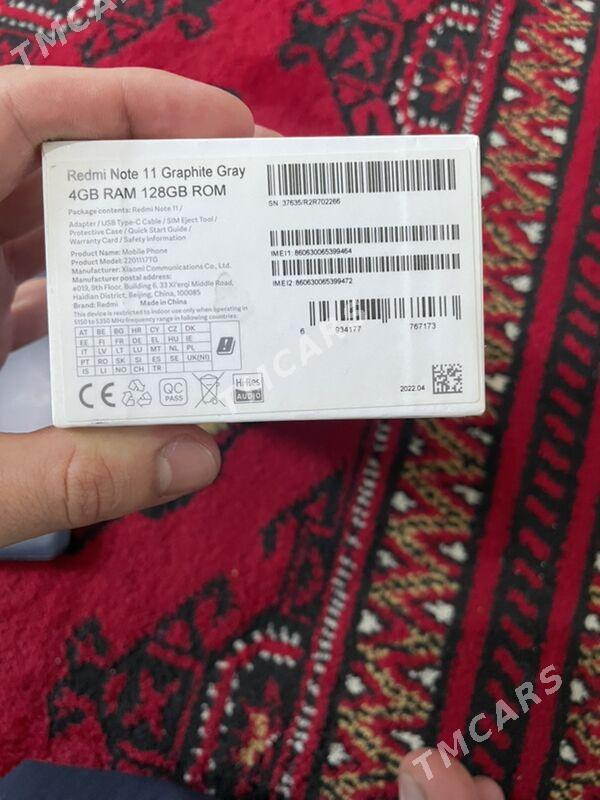 TMCARS
Redmi Note 11 Graphite Gray
4GB RAM 128GB ROM
Package contents: Redmi Note 11 /
Adapter / USB Type-C Cable / SIM Eject Tool /
Protective Case / Quick Start Guide /
Warranty Card / Safety Information
Product Name: Mobile Phone
Product Model: 2201117TG
Manufacturer: Xiaomi Communications Co., Ltd.
Manufacturer postal address:
#019, 9th Floor, Building 6, 33 Xi'erqi Middle Road,
Haidian District, Beijing, China, 100085
Brand: Redmi Made in China
This device is restricted to indoor use only when operating in
5150 to 5350 MHz frequency range in following countries:
AT BE BG HR CY CZ DK
EE FI FR DE EL HU IE
IT LV LT LU MT NL PL
PT RO SK SI ES SE UK(NI)
IS LI NO CH TR
CE
QC
PASS
Hi-Res
AUDIO
SN: 37635/R2R702266
IMEI1: 860630065399464
IMEI2: 860630065399472
6 934177 767173
2022.04
TMCARS
TMCARS